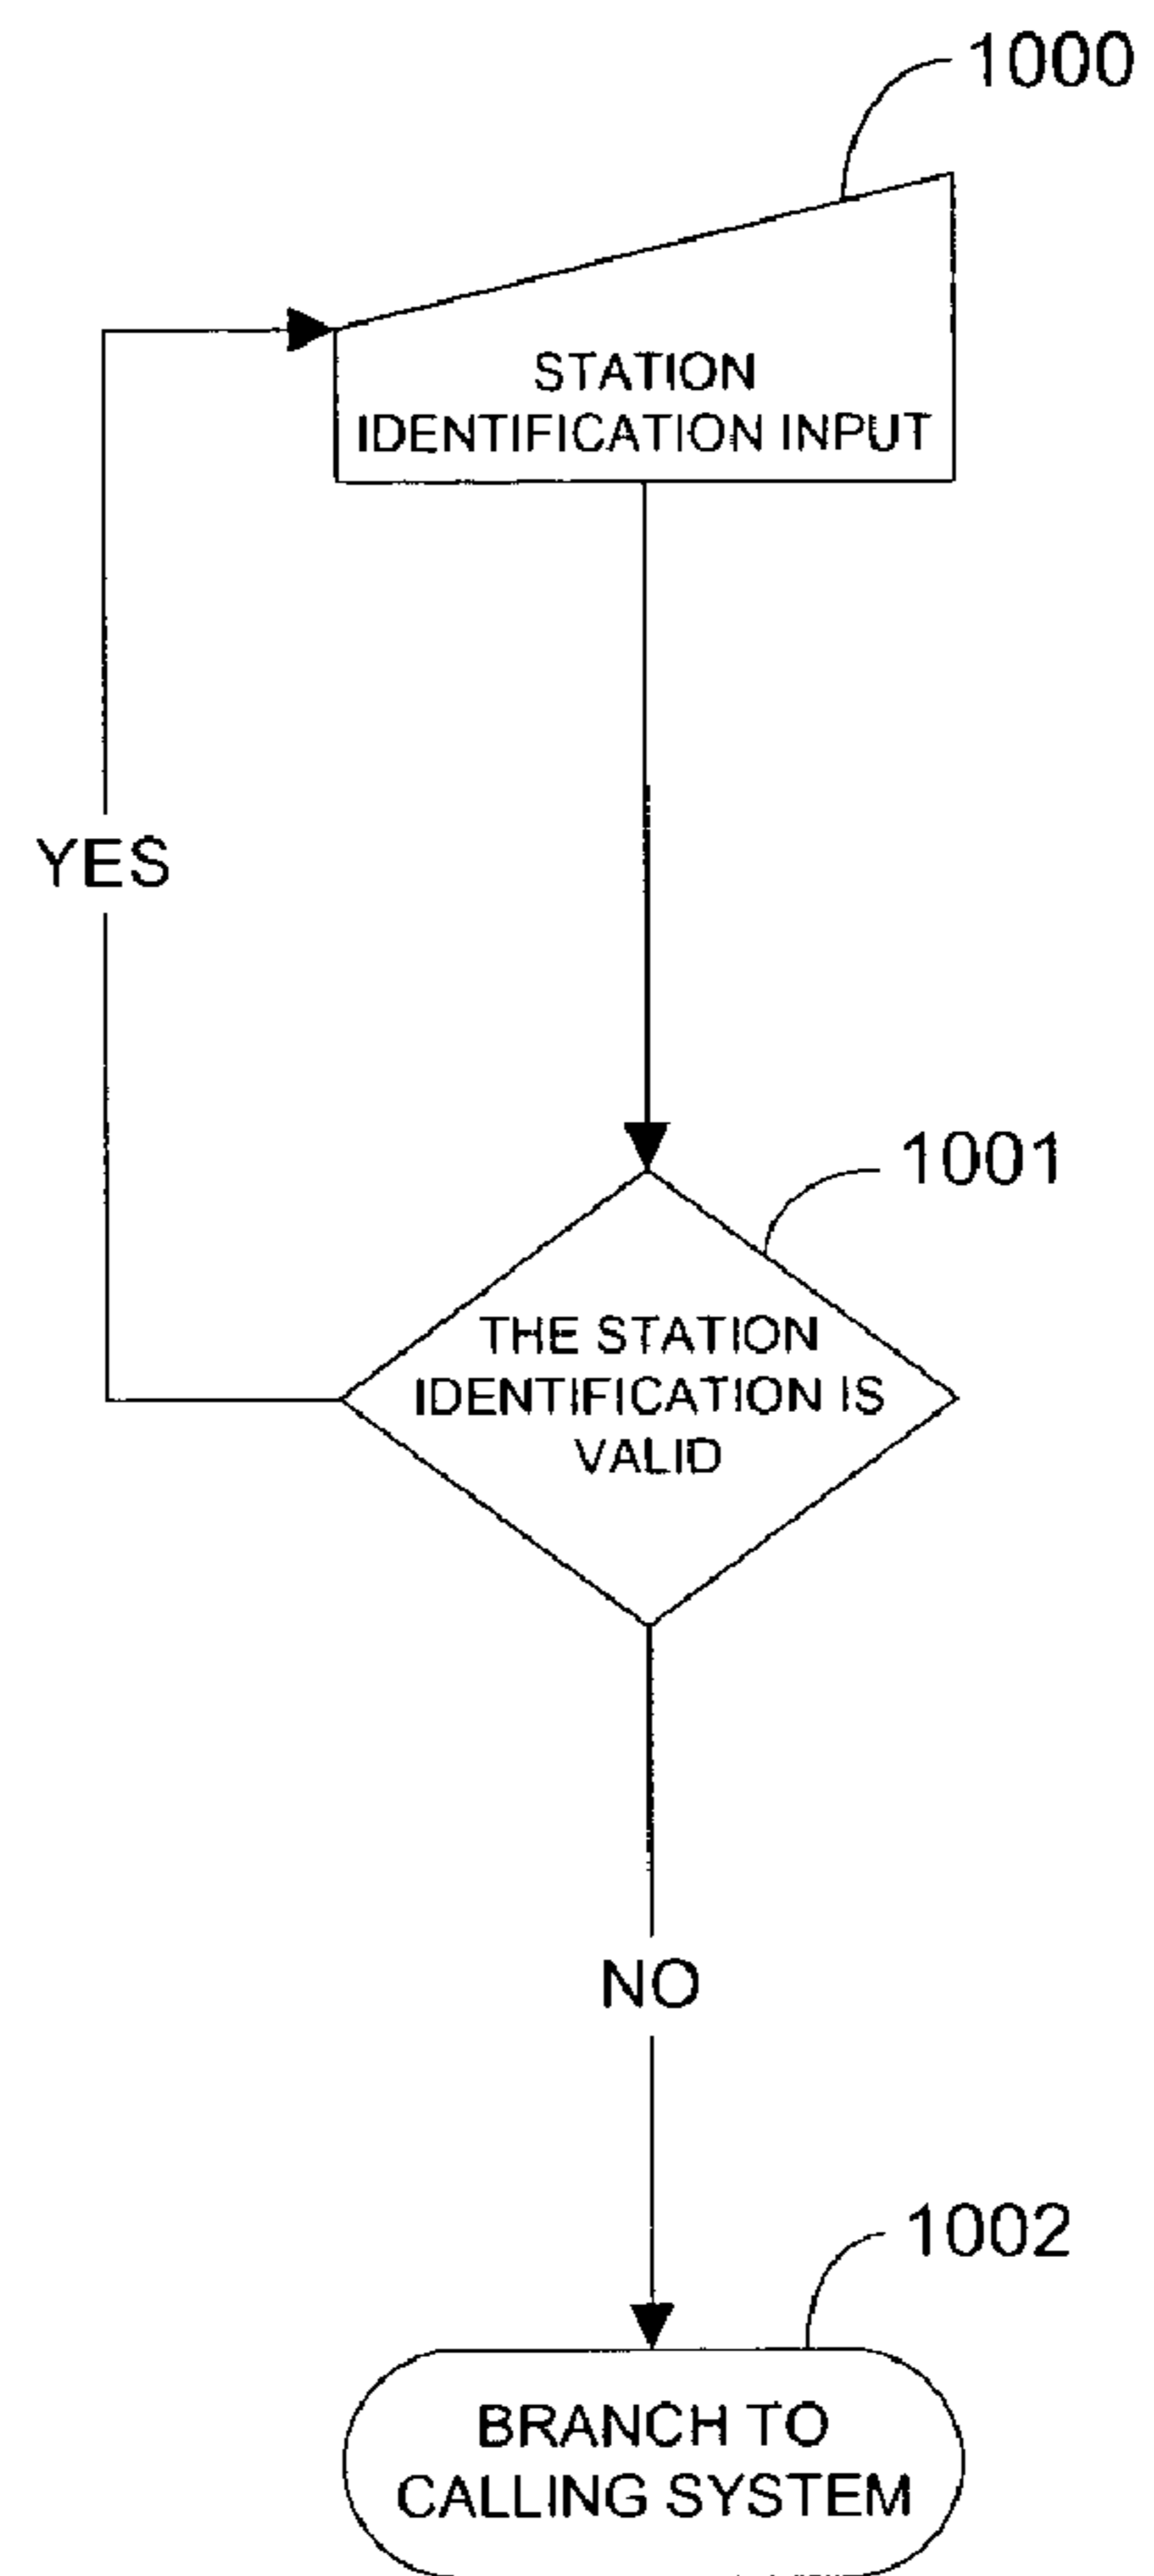 1000
STATION
IDENTIFICATION INPUT
YES
1001
THE STATION
IDENTIFICATION IS
VALID
NO
1002
BRANCH TO
CALLING SYSTEM